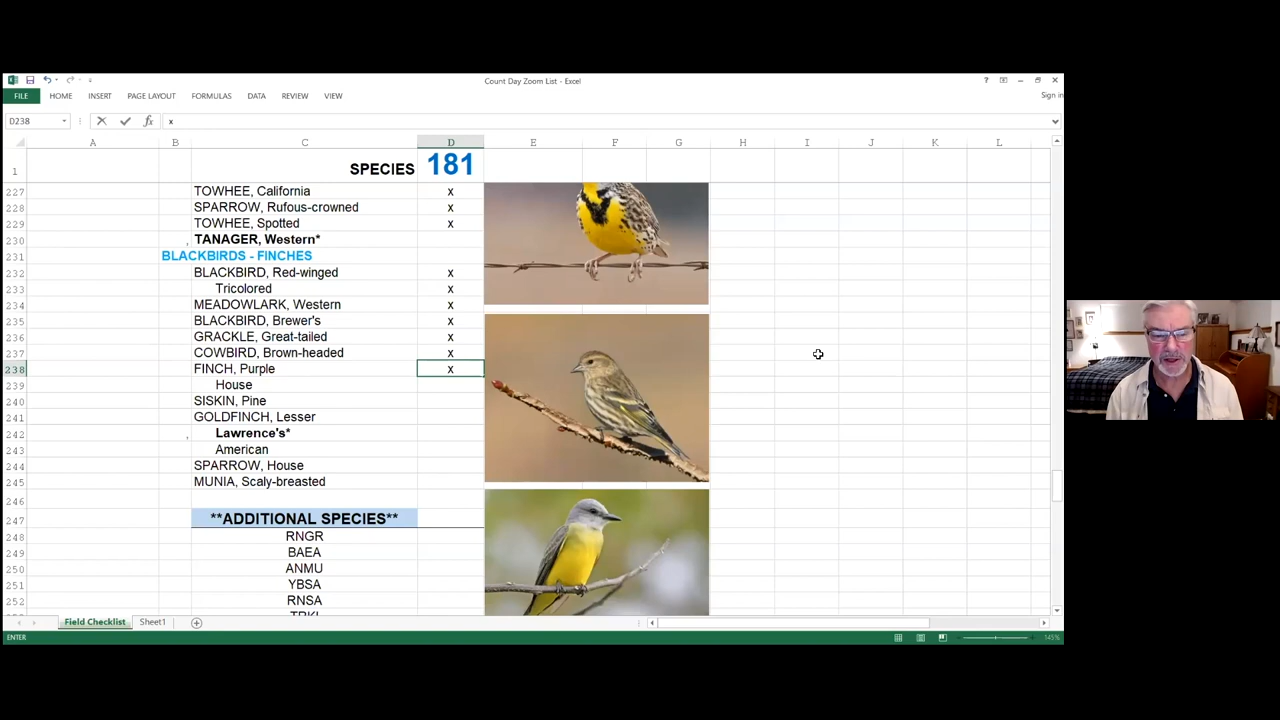 Count Day Zoom List - Excel
Sign in
FILE HOME INSERT PAGE LAYOUT FORMULAS DATA REVIEW VIEW
D238 fx x
A B C D E F G H I J K L
1 SPECIES 181
227 TOWHEE, California x
228 SPARROW, Rufous-crowned x
229 TOWHEE, Spotted x
230 , TANAGER, Western*
231 BLACKBIRDS - FINCHES
232 BLACKBIRD, Red-winged x
233 Tricolored x
234 MEADOWLARK, Western x
235 BLACKBIRD, Brewer's x
236 GRACKLE, Great-tailed x
237 COWBIRD, Brown-headed x
238 FINCH, Purple x
239 House
240 SISKIN, Pine
241 GOLDFINCH, Lesser
242 , Lawrence's*
243 American
244 SPARROW, House
245 MUNIA, Scaly-breasted
246
247 **ADDITIONAL SPECIES**
248 RNGR
249 BAEA
250 ANMU
251 YBSA
252 RNSA
Field Checklist Sheet1
ENTER 145%